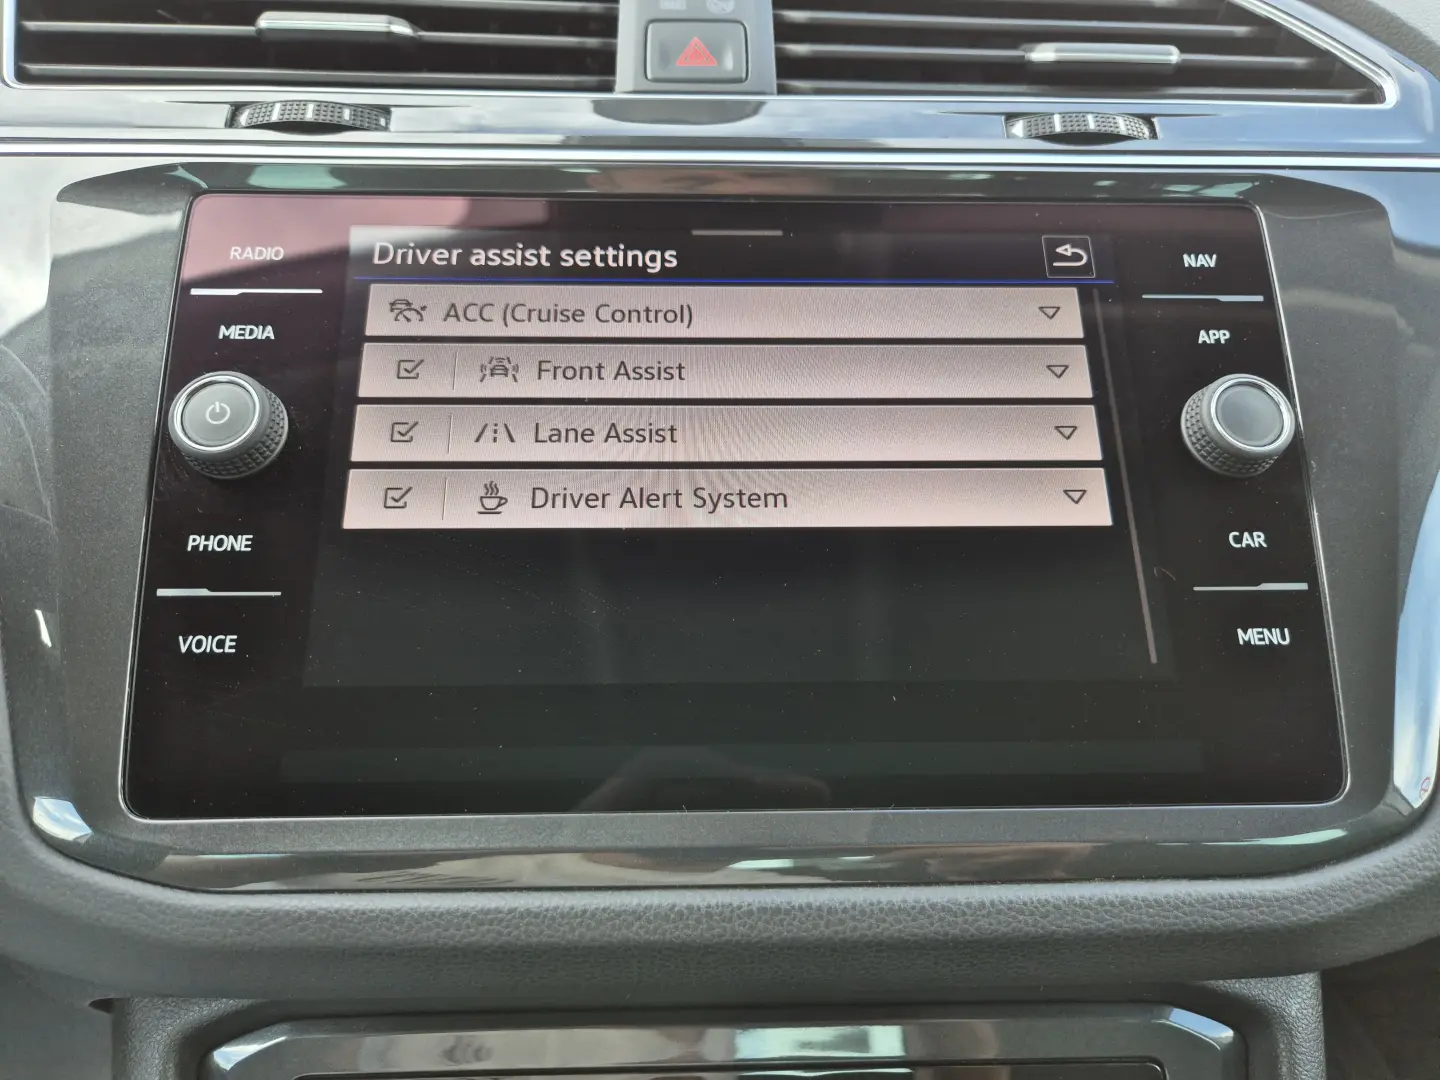 RADIO
MEDIA
PHONE
VOICE
Driver assist settings
ACC (Cruise Control)
Front Assist
Lane Assist
Driver Alert System
NAV
APP
CAR
MENU